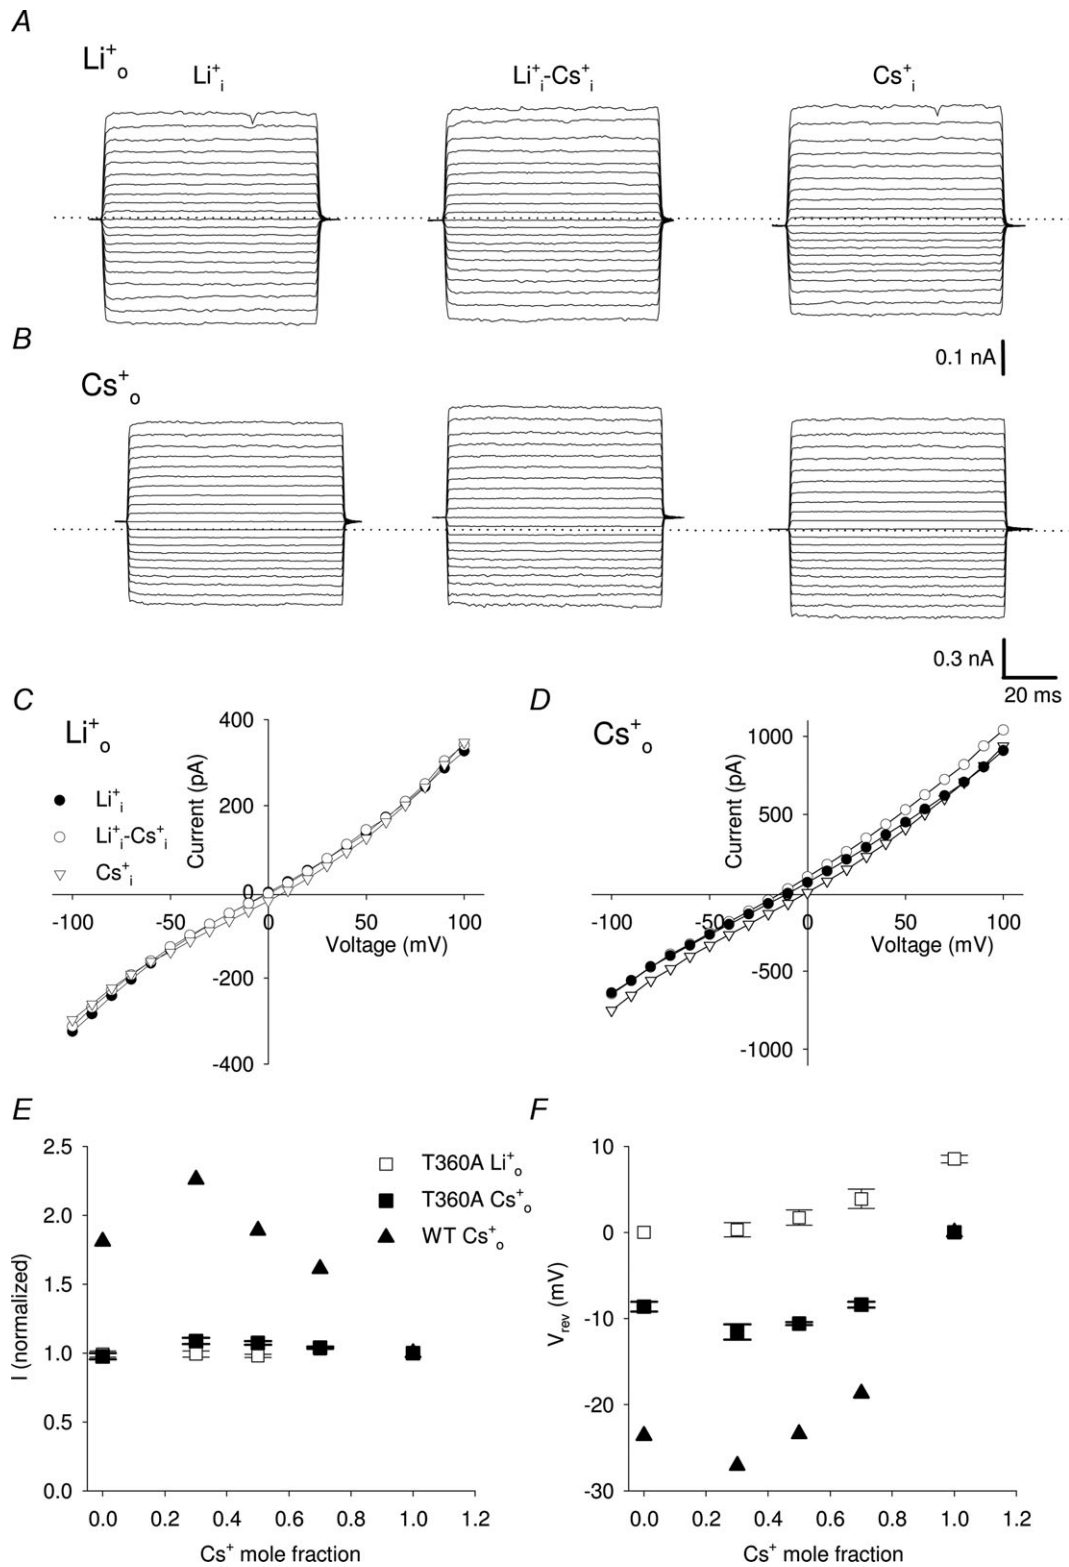 A
Li⁺ₒ
Li⁺ᵢ
Li⁺ᵢ-Cs⁺ᵢ
Cs⁺ᵢ
0.1 nA
B
Cs⁺ₒ
0.3 nA
20 ms
C
Li⁺ₒ
Li⁺ᵢ
Li⁺ᵢ-Cs⁺ᵢ
Cs⁺ᵢ
Current (pA)
400
200
0
-200
-400
-100
-50
0
50
100
Voltage (mV)
D
Cs⁺ₒ
Current (pA)
1000
500
-500
-1000
-100
-50
0
50
100
Voltage (mV)
E
I (normalized)
2.5
2.0
1.5
1.0
0.5
0.0
T360A Li⁺ₒ
T360A Cs⁺ₒ
WT Cs⁺ₒ
0.0 0.2 0.4 0.6 0.8 1.0 1.2
Cs⁺ mole fraction
F
Vᵣₑᵥ (mV)
10
0
-10
-20
-30
0.0 0.2 0.4 0.6 0.8 1.0 1.2
Cs⁺ mole fraction